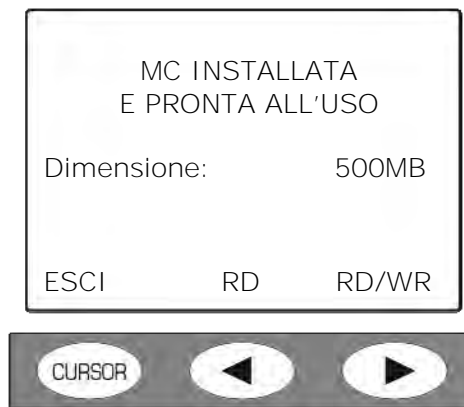 MC INSTALLATA
E PRONTA ALL'USO
Dimensione: 500MB
ESCI RD RD/WR
CURSOR